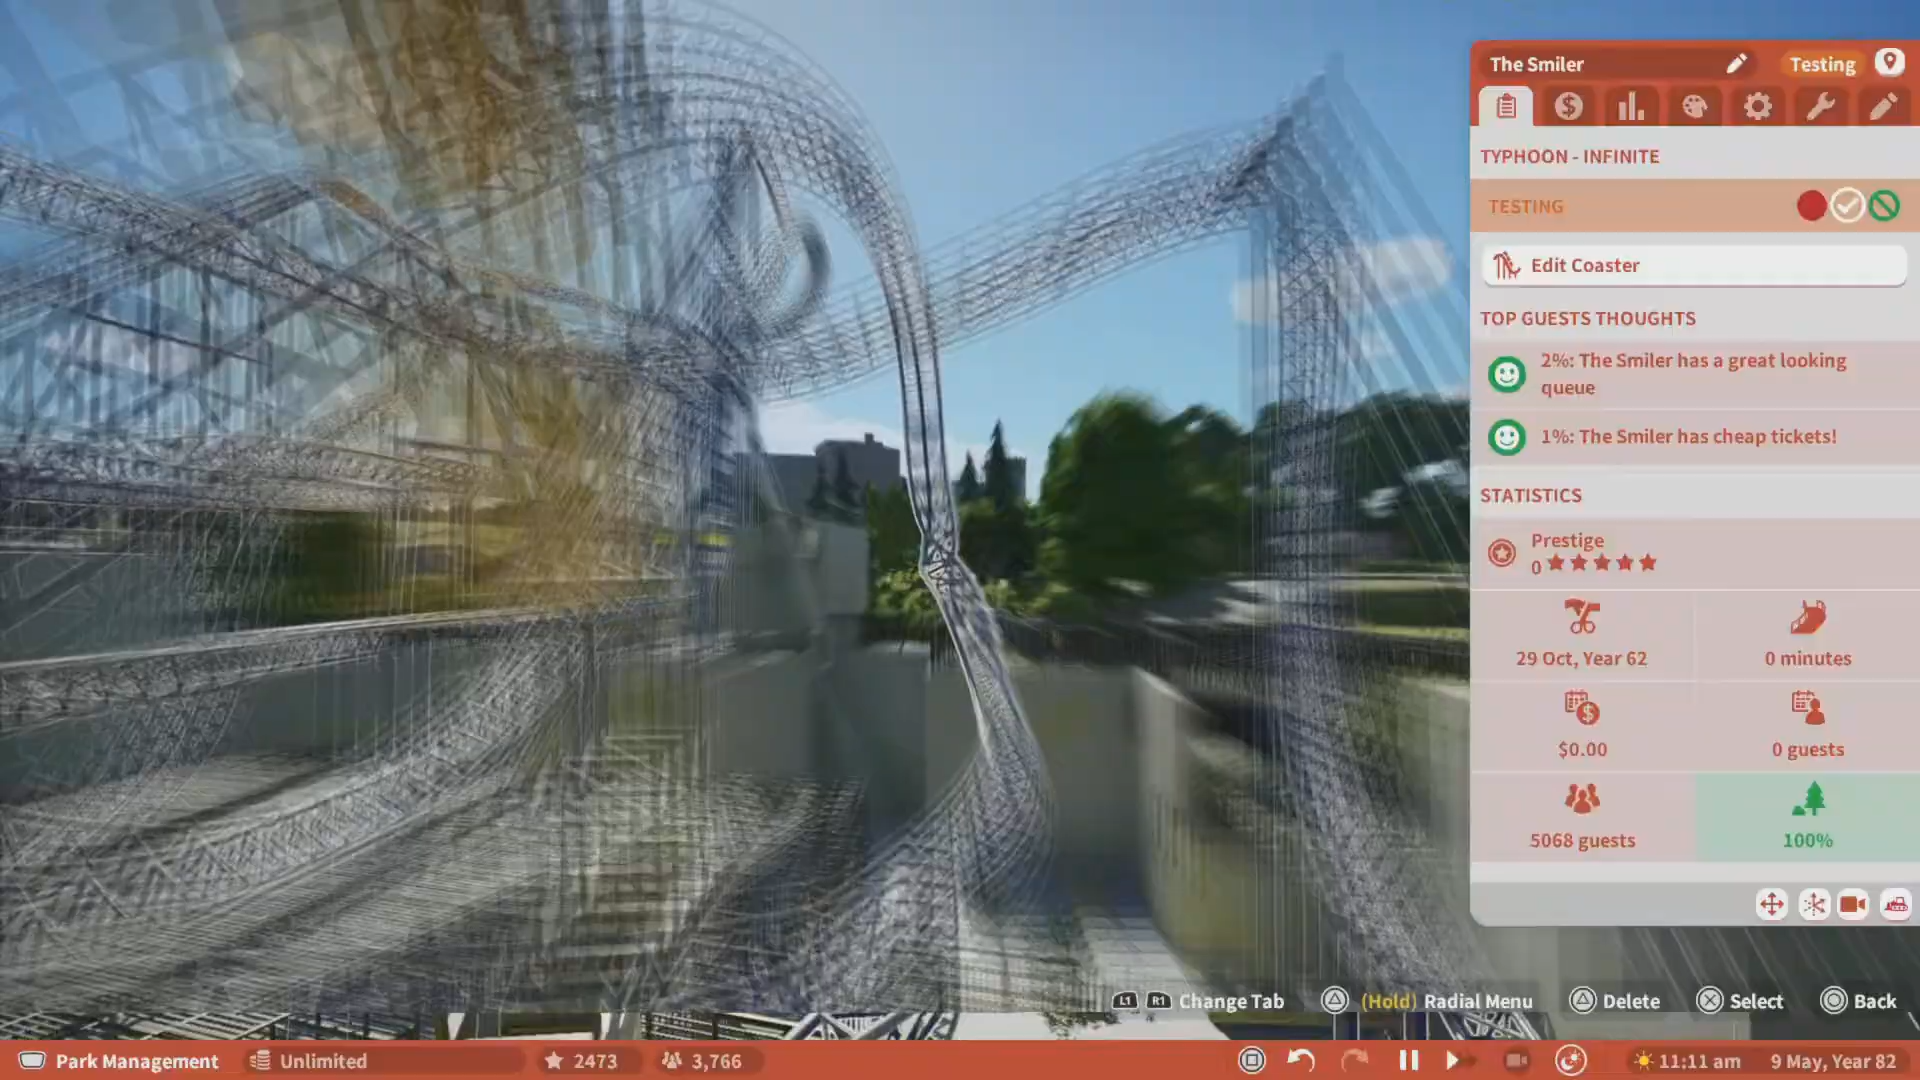 The Smiler
Testing
TYPHOON - INFINITE
TESTING
Edit Coaster
TOP GUESTS THOUGHTS
2%: The Smiler has a great looking
queue
1%: The Smiler has cheap tickets!
STATISTICS
Prestige
0
29 Oct, Year 62
0 minutes
$0.00
0 guests
5068 guests
100%
L1 R1 Change Tab
(Hold) Radial Menu
Delete
Select
Back
Park Management
Unlimited
2473
3,766
11:11 am
9 May, Year 82